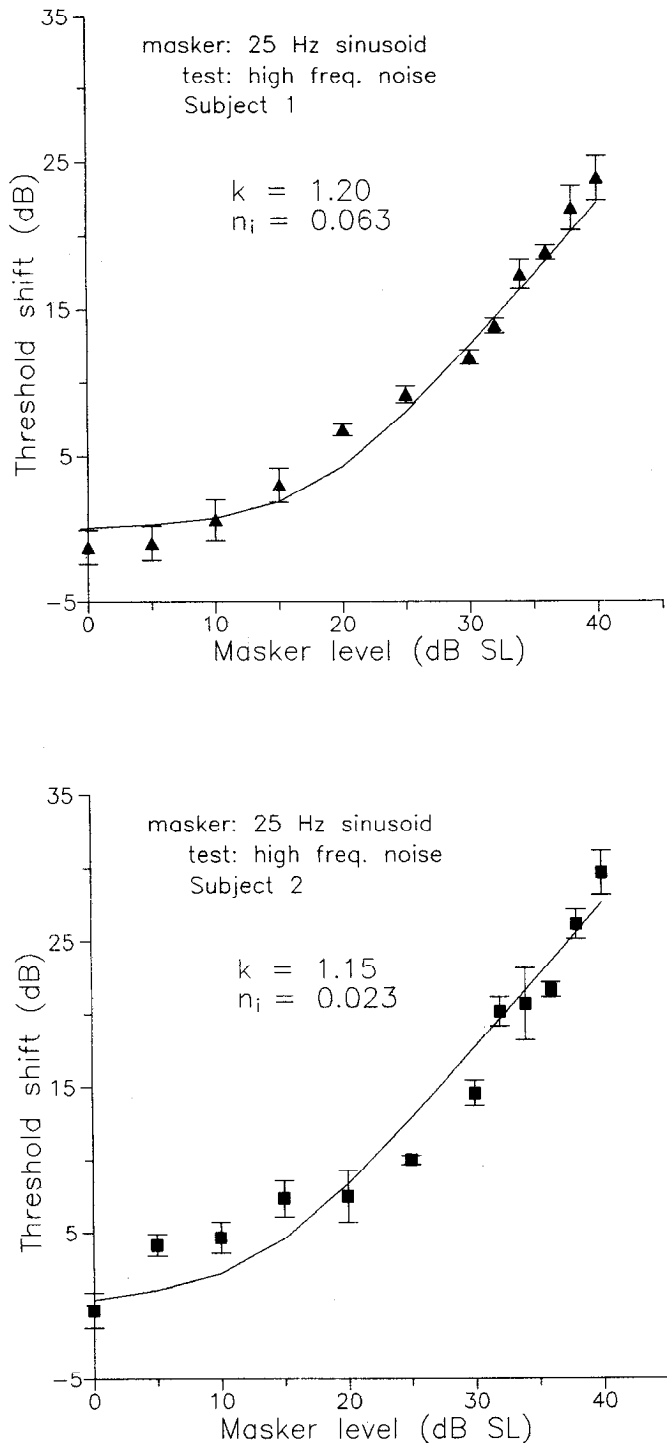 35
25
15
5
−5
Threshold shift (dB)
masker: 25 Hz sinusoid
test: high freq. noise
Subject 1
k = 1.20
nᵢ = 0.063
0
10
20
30
40
Masker level (dB SL)
35
25
15
5
−5
Threshold shift (dB)
masker: 25 Hz sinusoid
test: high freq. noise
Subject 2
k = 1.15
nᵢ = 0.023
0
10
20
30
40
Masker level (dB SL)